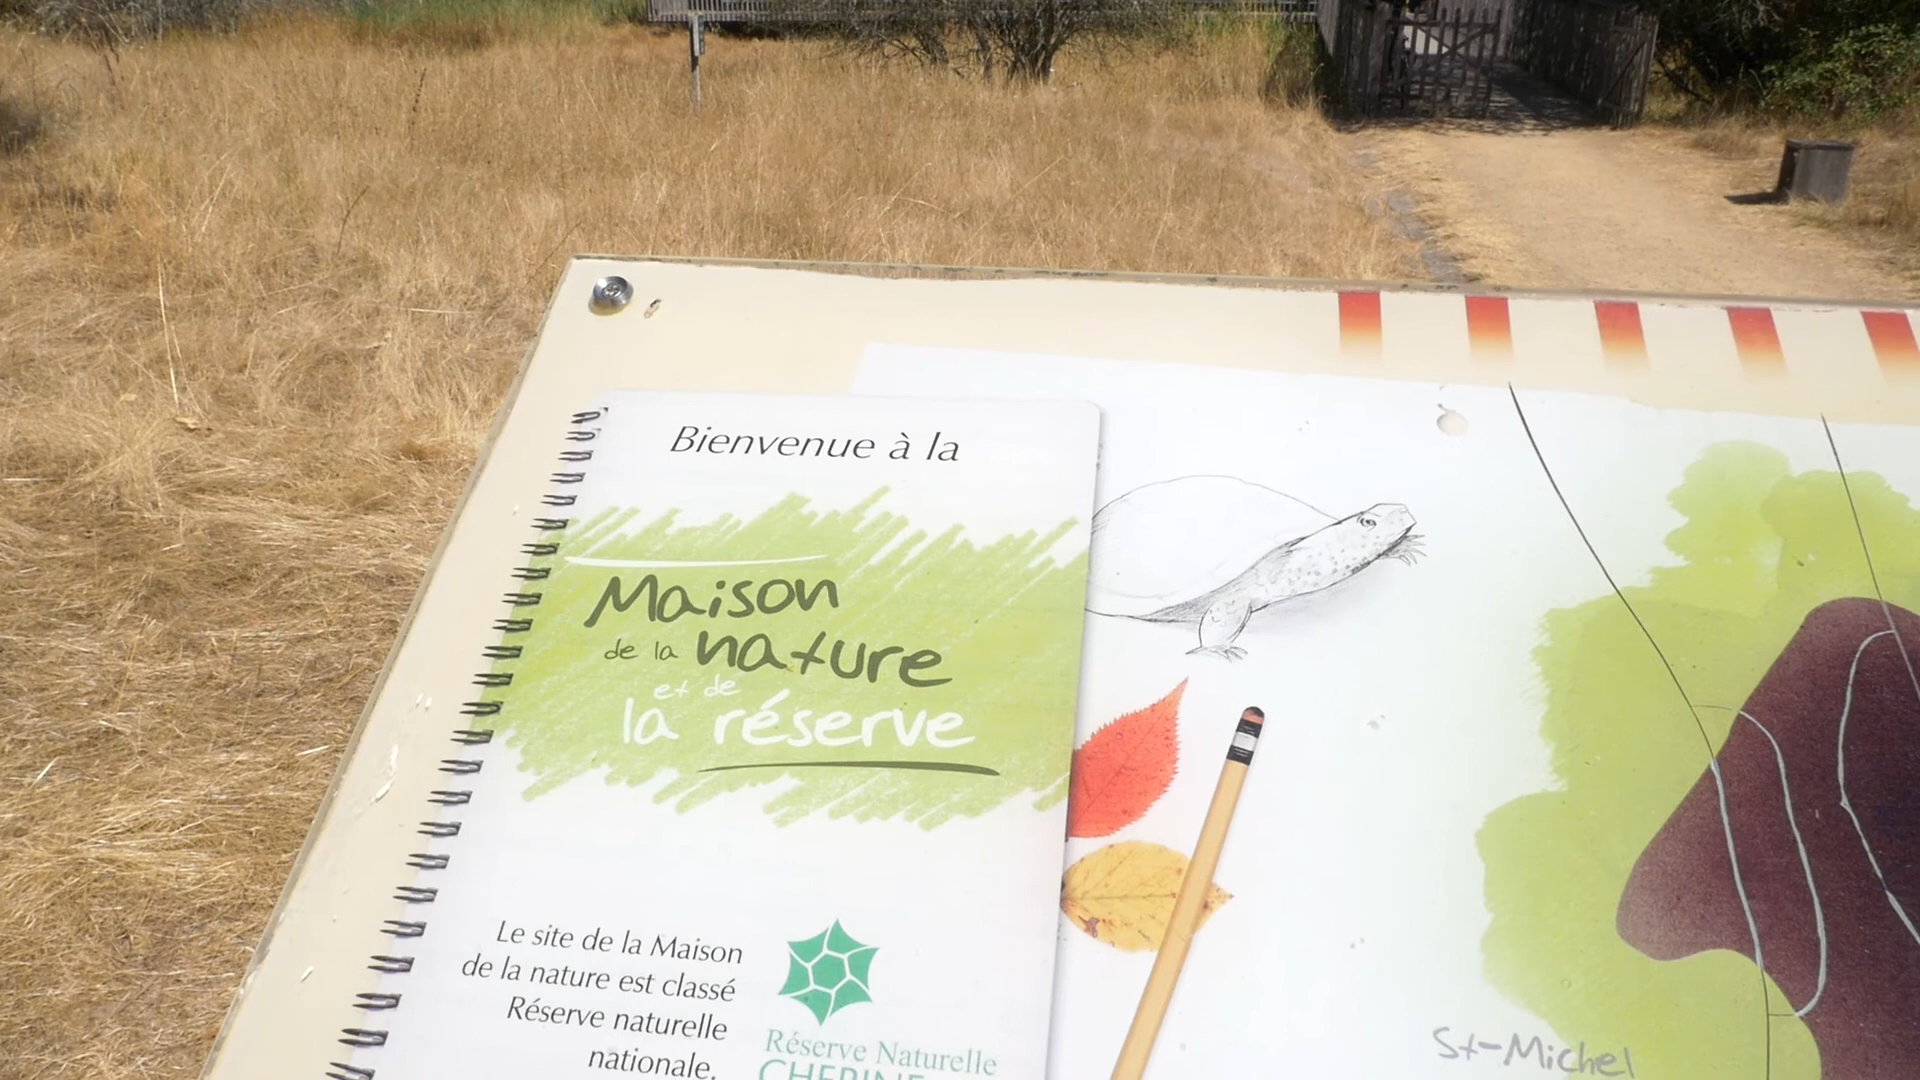 Bienvenue à la
Maison
de la nature
et de
la réserve
Le site de la Maison
de la nature est classé
Réserve naturelle
nationale.
Réserve Naturelle
CHERINE
St-Michel